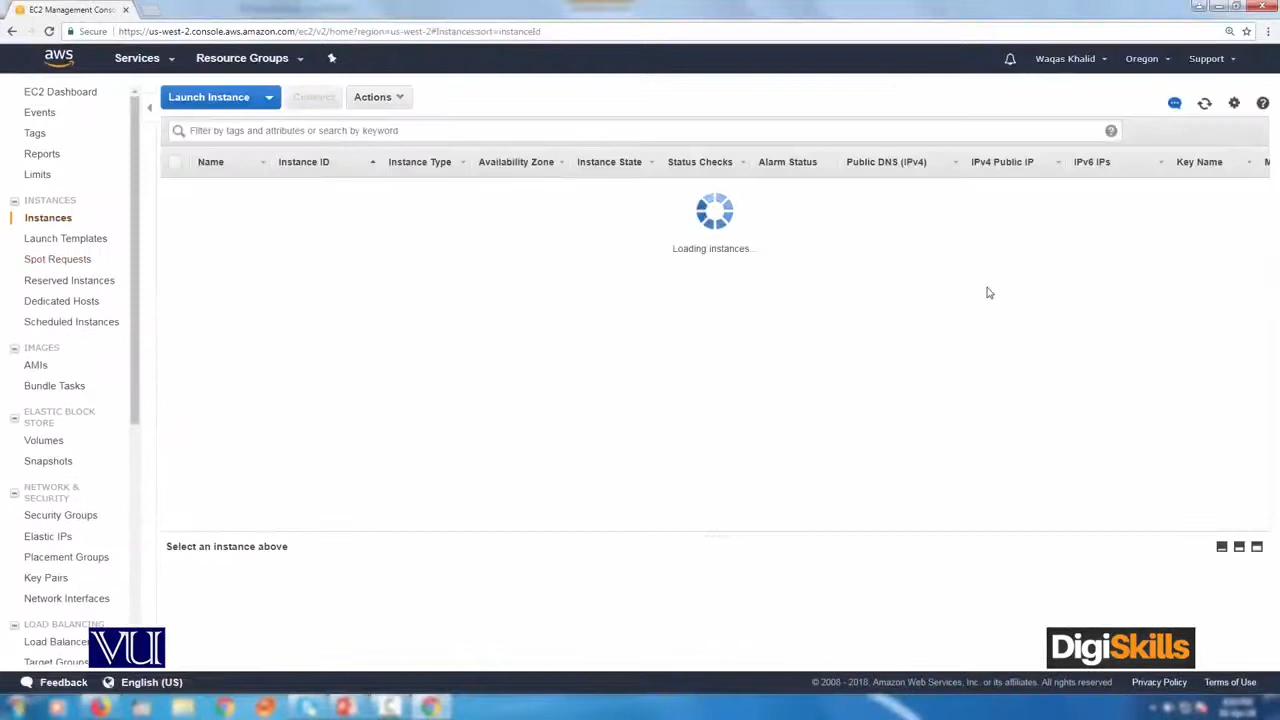 EC2 Management Conso
Secure
https://us-west-2.console.aws.amazon.com/ec2/v2/home?region=us-west-2#Instances:sort=instanceId
aws
Services
Resource Groups
Waqas Khalid
Oregon
Support
EC2 Dashboard
Events
Tags
Reports
Limits
INSTANCES
Instances
Launch Templates
Spot Requests
Reserved Instances
Dedicated Hosts
Scheduled Instances
IMAGES
AMIs
Bundle Tasks
ELASTIC BLOCK
STORE
Volumes
Snapshots
NETWORK &
SECURITY
Security Groups
Elastic IPs
Placement Groups
Key Pairs
Network Interfaces
LOAD BALANCING
Load Balancer
Target Groups
Launch Instance
Connect
Actions
Filter by tags and attributes or search by keyword
Name
Instance ID
Instance Type
Availability Zone
Instance State
Status Checks
Alarm Status
Public DNS (IPv4)
IPv4 Public IP
IPv6 IPs
Key Name
M
Loading instances...
Select an instance above
VU
DigiSkills
Feedback
English (US)
© 2008 - 2018, Amazon Web Services, Inc. or its affiliates. All rights reserved.
Privacy Policy
Terms of Use